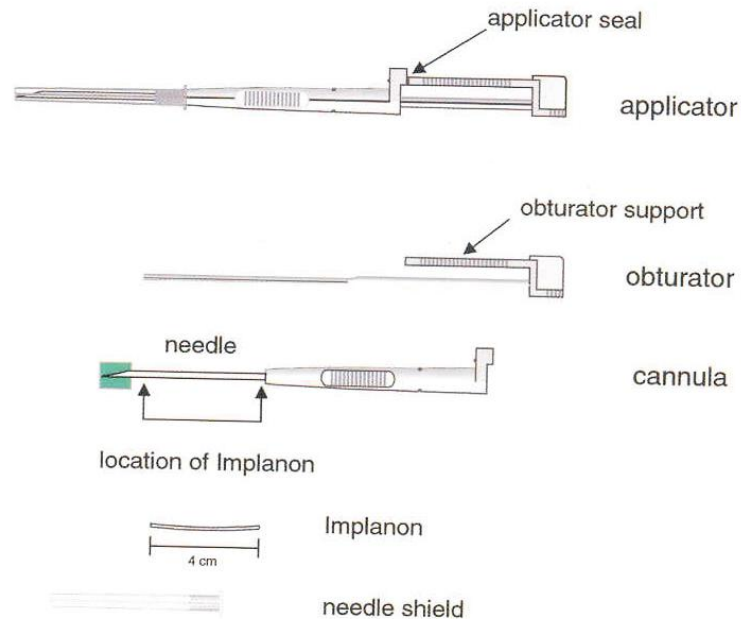 applicator seal
applicator
obturator support
obturator
needle
cannula
location of Implanon
Implanon
4 cm
needle shield